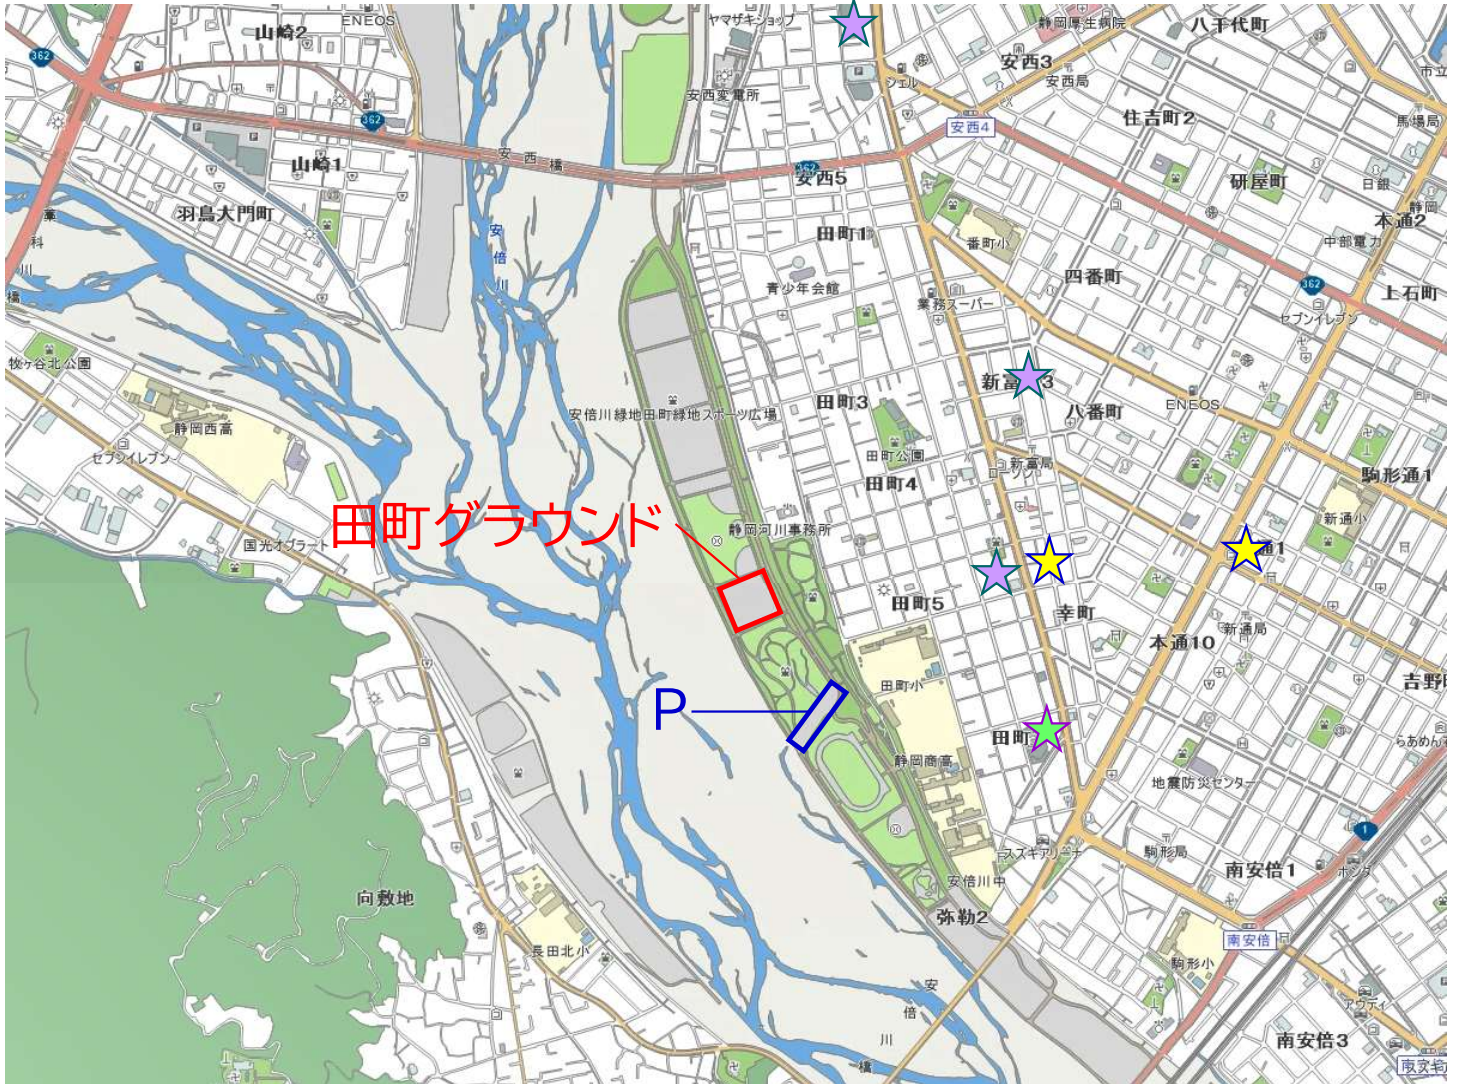 山崎2
ENEOS
ヤマザキショップ
静岡厚生病院
八千代町
362
安西3
市立
シェル
安西局
安西変電所
362
住吉町2
馬場局
安西4
安西橋
362
山崎1
安西5
研屋町
日銀
羽鳥大門町
静岡
本通2
藁科川橋
安倍川
田町1
番町小
中部電力
四番町
青少年会館
業務スーパー
362
上石町
セブンイレブン
牧ヶ谷北公園
新富町3
田町3
八番町
ENEOS
安倍川緑地田町緑地スポーツ広場
静岡西高
セブンイレブン
田町公園
新富局
ローソン
駒形通1
田町4
田町グラウンド
静岡河川事務所
新通小
国光オブラート
通1
田町5
幸町
新通局
本通10
田町小
吉野町
P
田町
らあめん
静岡商高
地震防災センター
1
スズキアリーナ
駒形局
南安倍1
ホンダ
安倍川中
向敷地
弥勒2
南安倍
長田北小
駒形小
安倍川橋
アウディ
南安倍3
南安倍